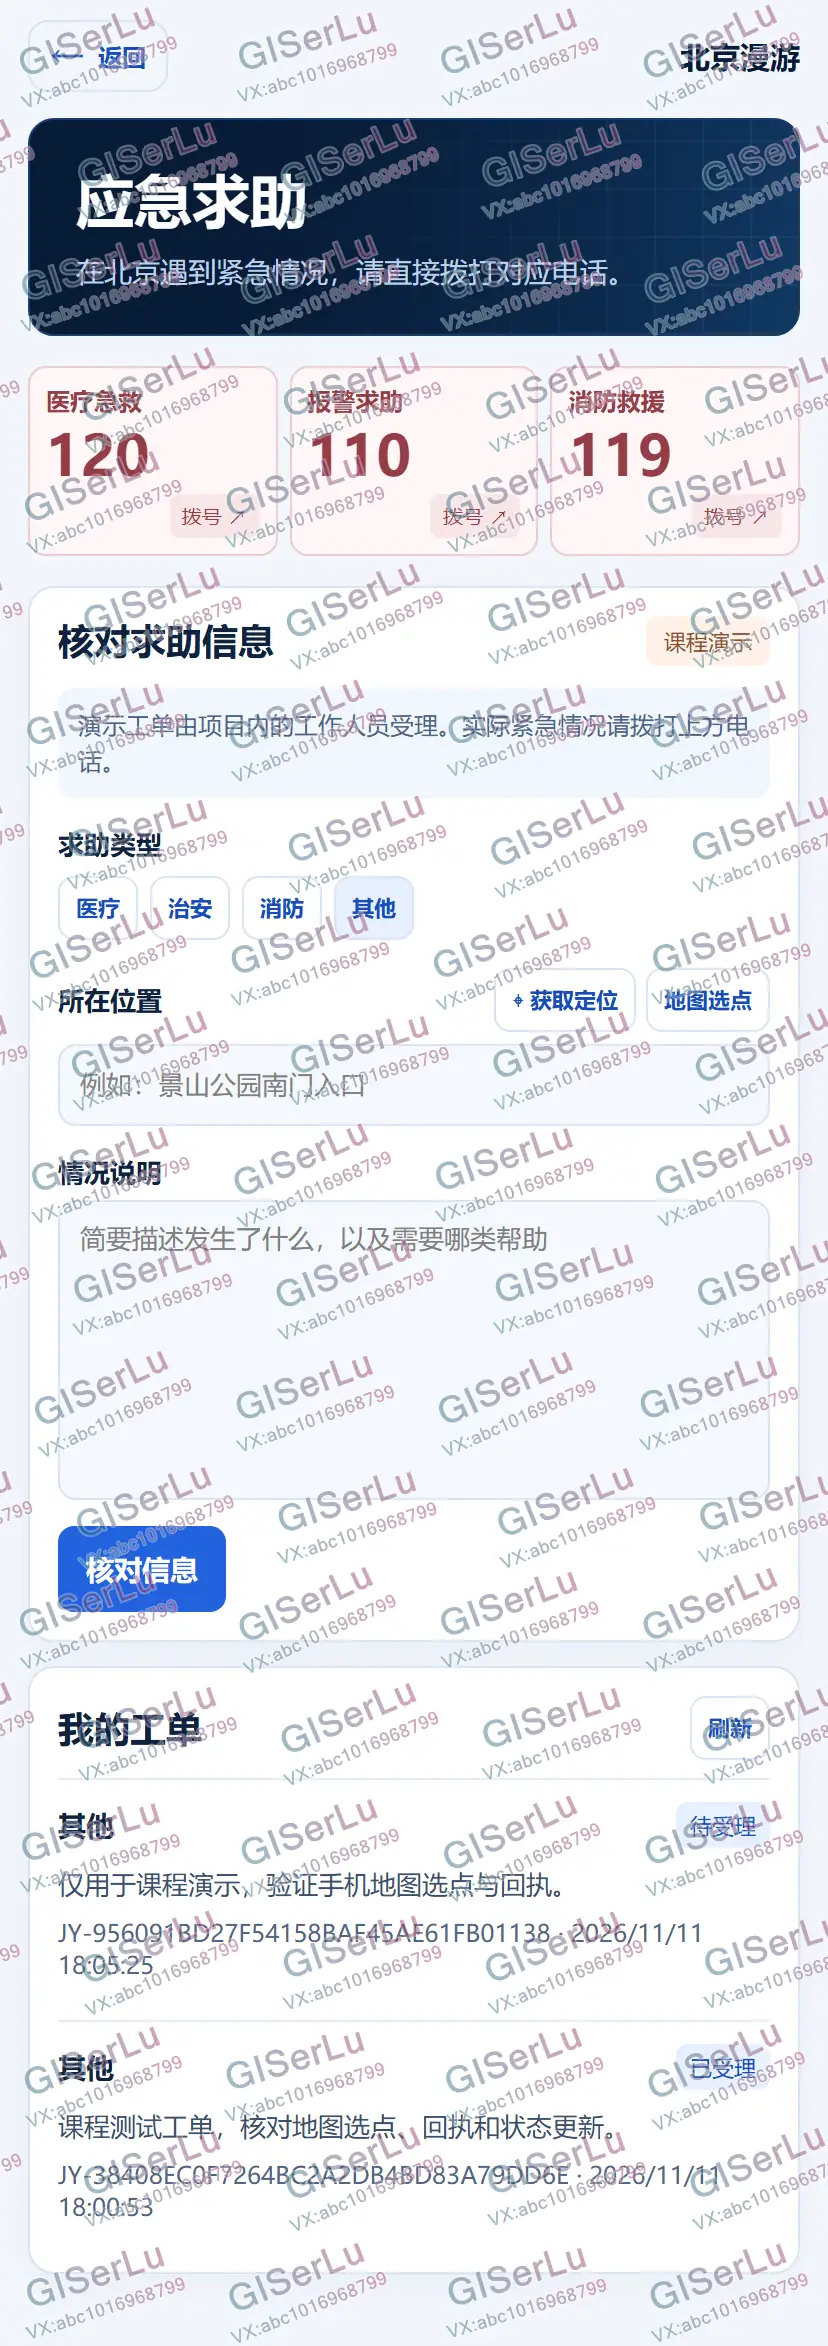 ← 返回
北京漫游
应急求助
在北京遇到紧急情况，请直接拨打对应电话。
医疗急救
120
拨号 ↗
报警求助
110
拨号 ↗
消防救援
119
拨号 ↗
核对求助信息
课程演示
演示工单由项目内的工作人员受理。实际紧急情况请拨打上方电
话。
求助类型
医疗
治安
消防
其他
所在位置
⌖ 获取定位
地图选点
例如：景山公园南门入口
情况说明
简要描述发生了什么，以及需要哪类帮助
核对信息
我的工单
刷新
其他
待受理
仅用于课程演示，验证手机地图选点与回执。
JY-956091BD27F54158BAF45AE61FB01138 · 2026/11/11
18:05:25
其他
已受理
课程测试工单，核对地图选点、回执和状态更新。
JY-38408EC0F7264BC2A2DB4BD83A79DD6E · 2026/11/11
18:00:53
GISerLu
VX:abc1016968799